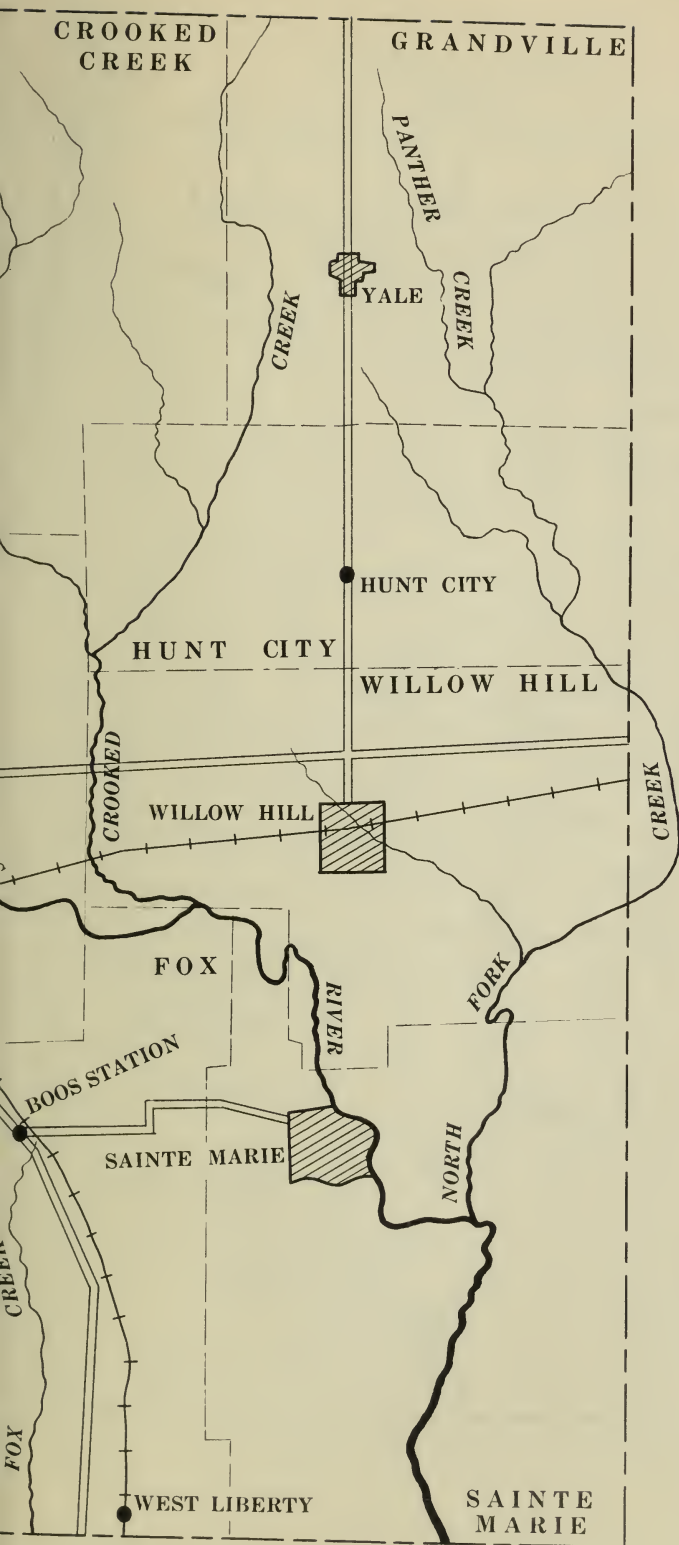 CROOKED
CREEK
GRANDVILLE
PANTHER
CREEK
YALE
CREEK
HUNT CITY
HUNT CITY
WILLOW HILL
CROOKED
WILLOW HILL
CREEK
FOX
RIVER
FORK
BOOS STATION
SAINTE MARIE
NORTH
CREEK
FOX
WEST LIBERTY
SAINTE
MARIE